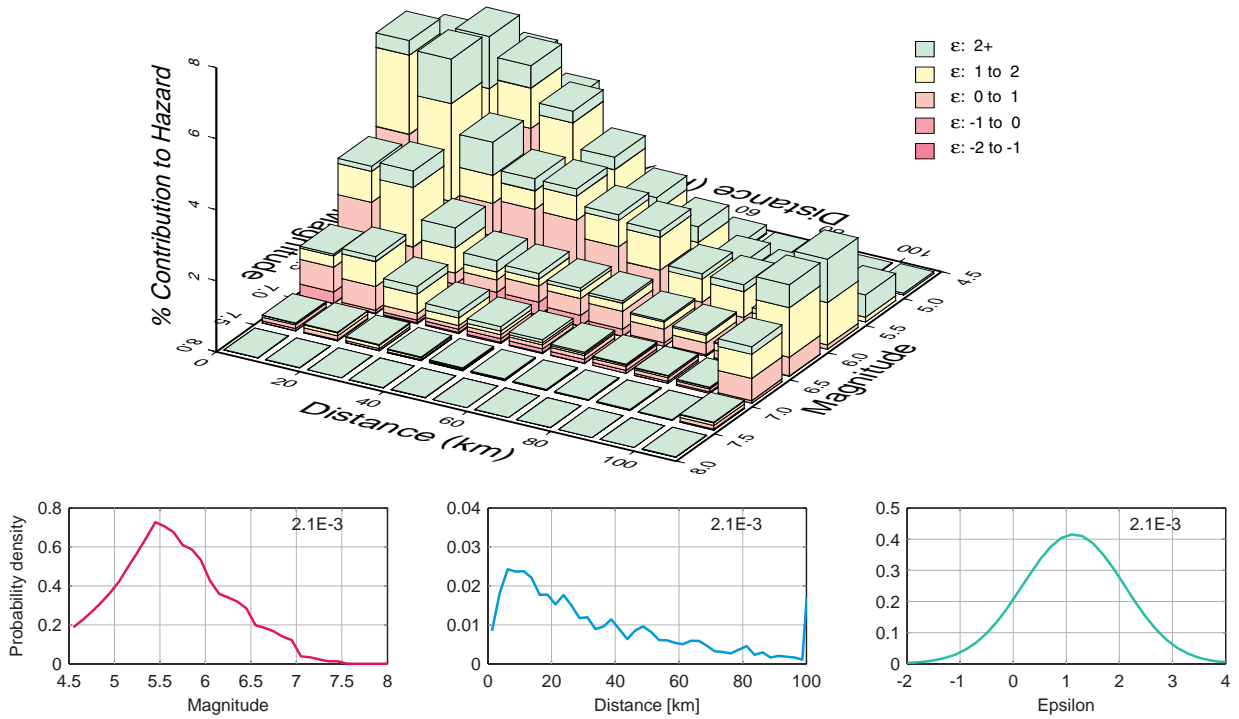 % Contribution to Hazard
8
6
4
2
0
ε: 2+
ε: 1 to 2
ε: 0 to 1
ε: -1 to 0
ε: -2 to -1
Magnitude
7.0
7.5
8.0
Distance
60
100
4.5
5.0
5.5
6.0
6.5
7.0
7.5
8.0
Magnitude
20
40
60
80
100
Distance (km)
Probability density
0.8
0.6
0.4
0.2
0
2.1E-3
4.5 5 5.5 6 6.5 7 7.5 8
Magnitude
0.04
0.03
0.02
0.01
0
2.1E-3
0 20 40 60 80 100
Distance [km]
0.5
0.4
0.3
0.2
0.1
0
2.1E-3
-2 -1 0 1 2 3 4
Epsilon